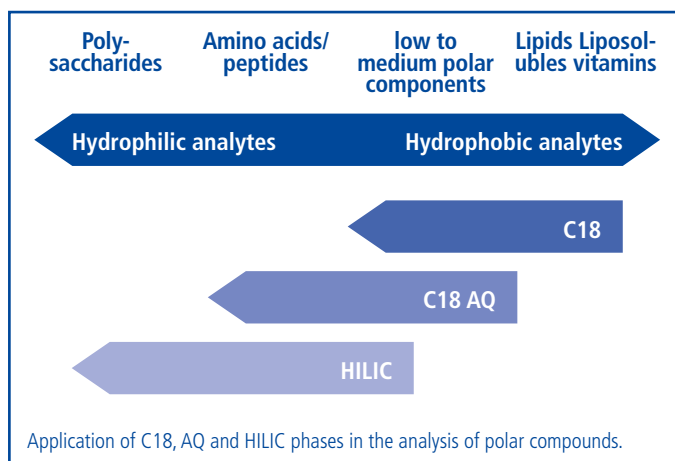 Poly-
saccharides
Amino acids/
peptides
low to
medium polar
components
Lipids Liposol-
ubles vitamins
Hydrophilic analytes
Hydrophobic analytes
C18
C18 AQ
HILIC
Application of C18, AQ and HILIC phases in the analysis of polar compounds.